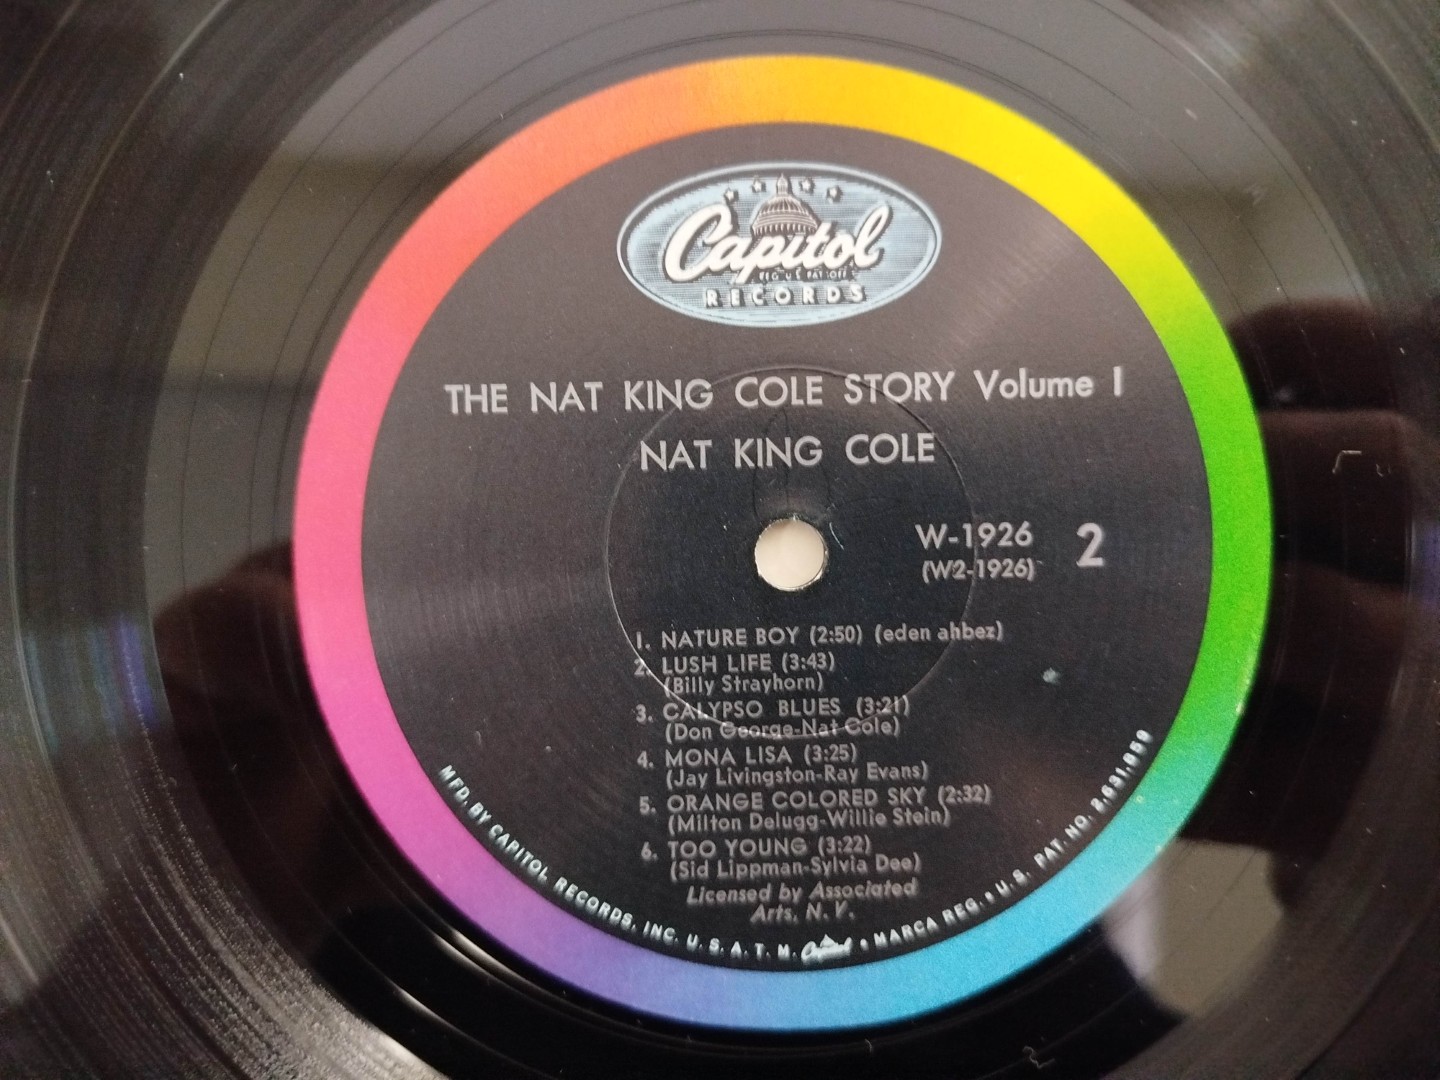 Capitol
REG. U.S. PAT. OFF.
RECORDS
THE NAT KING COLE STORY Volume I
NAT KING COLE
W-1926 2
(W2-1926)
1. NATURE BOY (2:50) (eden ahbez)
2. LUSH LIFE (3:43)
(Billy Strayhorn)
3. CALYPSO BLUES (3:21)
(Don George-Nat Cole)
4. MONA LISA (3:25)
(Jay Livingston-Ray Evans)
5. ORANGE COLORED SKY (2:32)
(Milton Delugg-Willie Stein)
6. TOO YOUNG (3:22)
(Sid Lippman-Sylvia Dee)
Licensed by Associated
Arts, N. V.
MFD. BY CAPITOL RECORDS, INC. U. S. A. T. M. Capitol • MARCA REG. • U.S. PAT. NO. 2,631,859